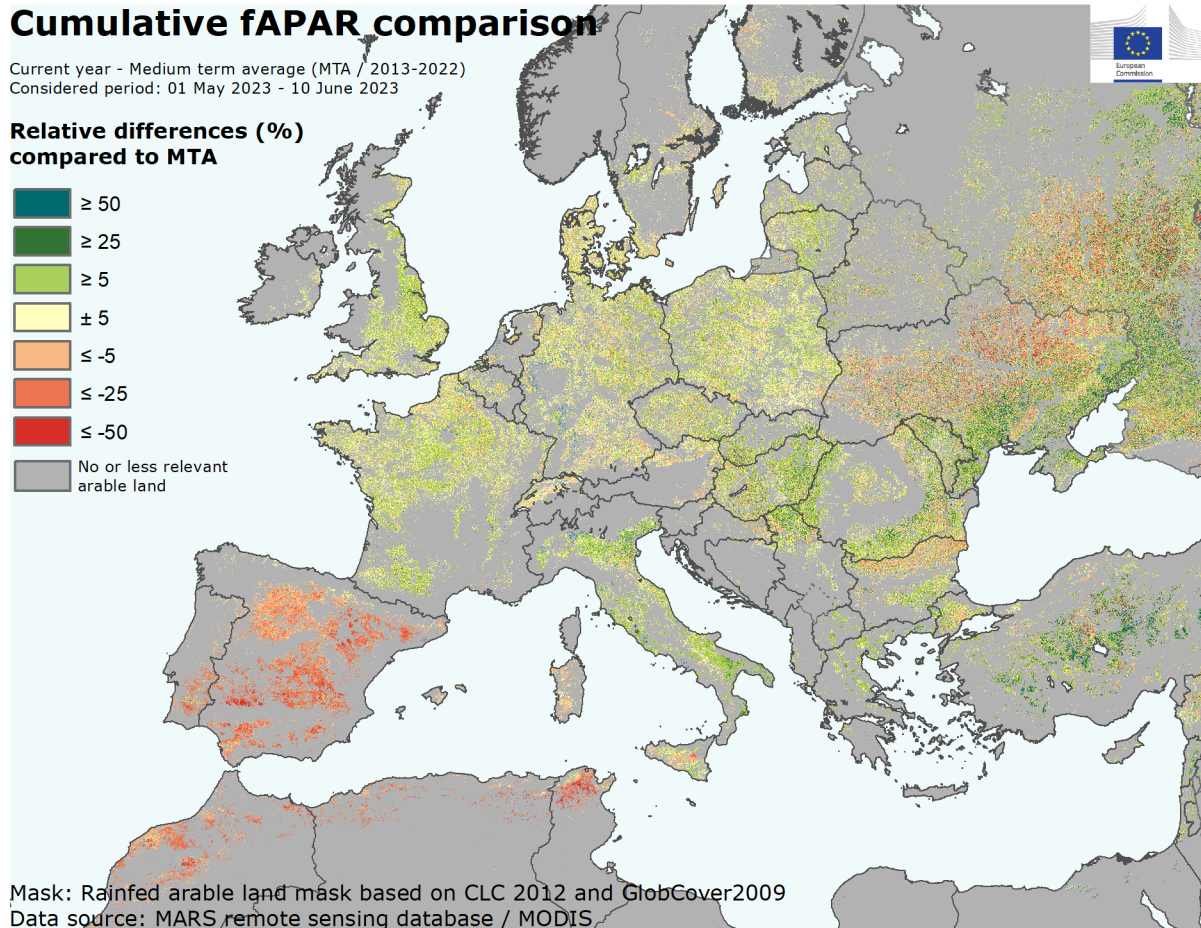 Cumulative fAPAR comparison
Current year - Medium term average (MTA / 2013-2022)
Considered period: 01 May 2023 - 10 June 2023
Relative differences (%)
compared to MTA
≥ 50
≥ 25
≥ 5
± 5
≤ -5
≤ -25
≤ -50
No or less relevant
arable land
European
Commission
Mask: Rainfed arable land mask based on CLC 2012 and GlobCover2009
Data source: MARS remote sensing database / MODIS